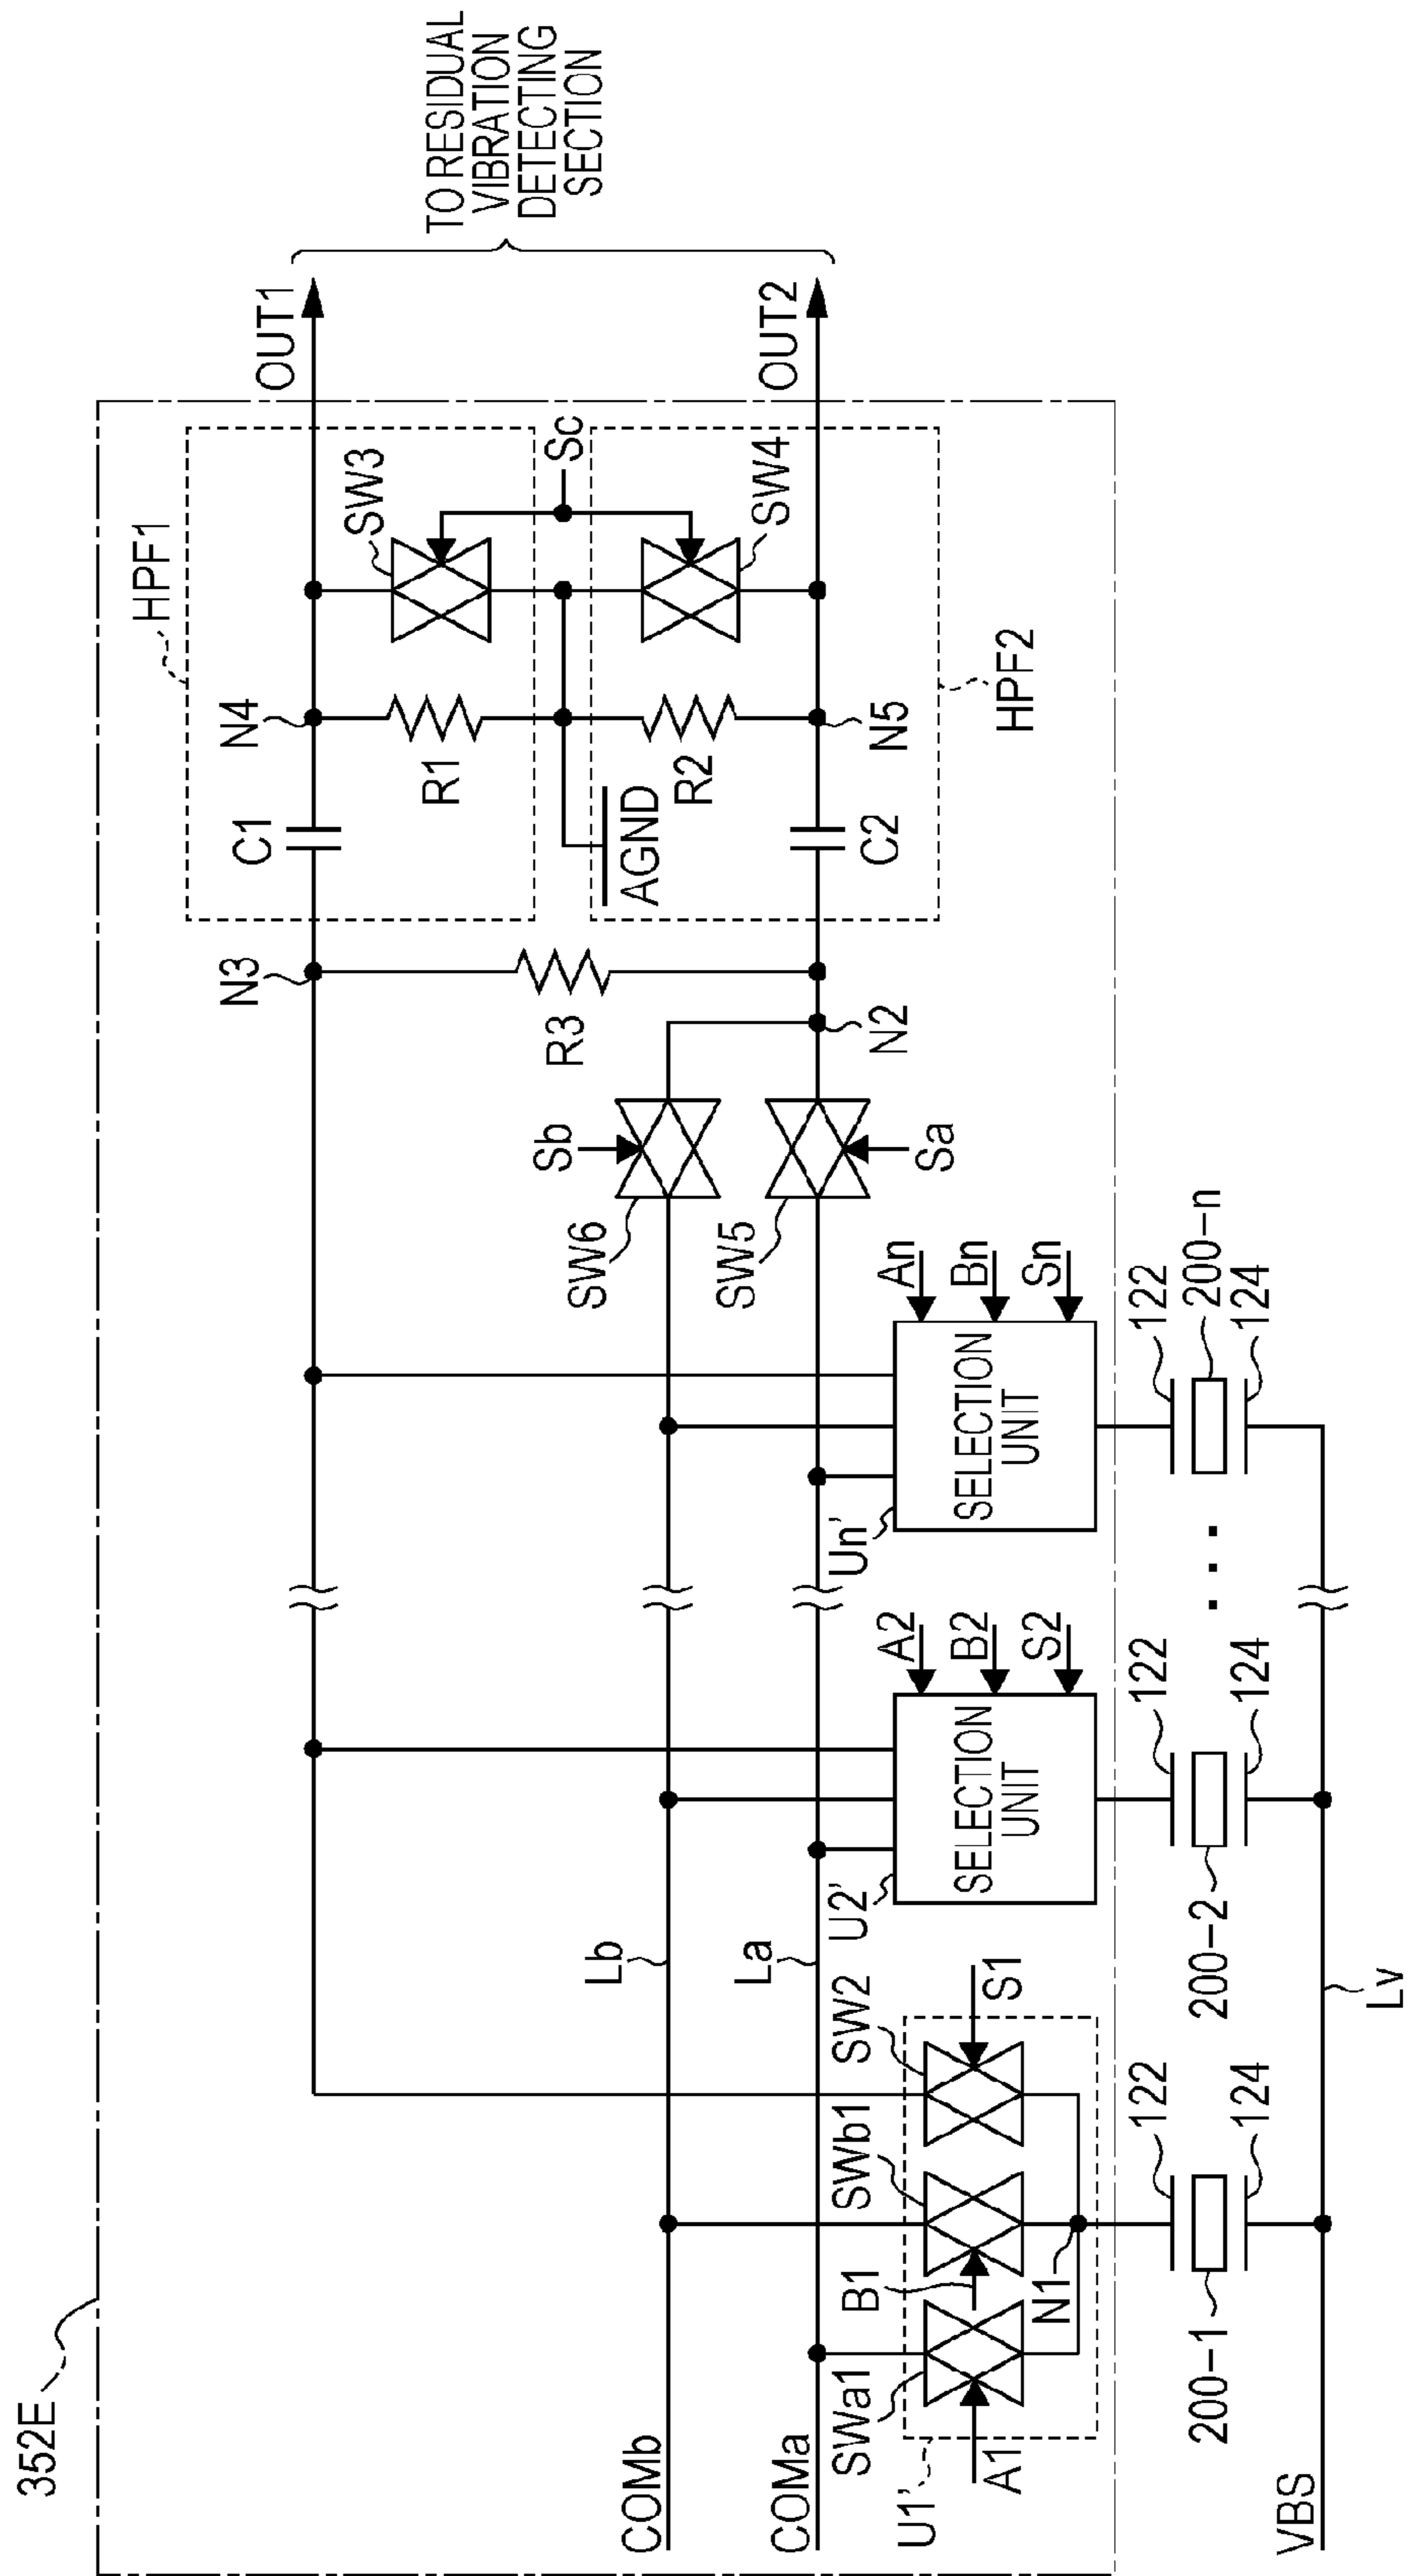 352E
HPF1
OUT1
TO RESIDUAL
VIBRATION
DETECTING
SECTION
N3
C1
N4
SW3
R1
Sc
R3
AGND
R2
SW4
OUT2
C2
N5
HPF2
N2
Sb
SW6
SW5
Sa
Lb
La
COMb
COMa
SWa1
SWb1
SW2
B1
S1
N1
A1
U1'
U2'
SELECTION
UNIT
A2
B2
S2
Un'
SELECTION
UNIT
An
Bn
Sn
122
200-1
124
122
200-2
124
· · ·
122
200-n
124
VBS
Lv